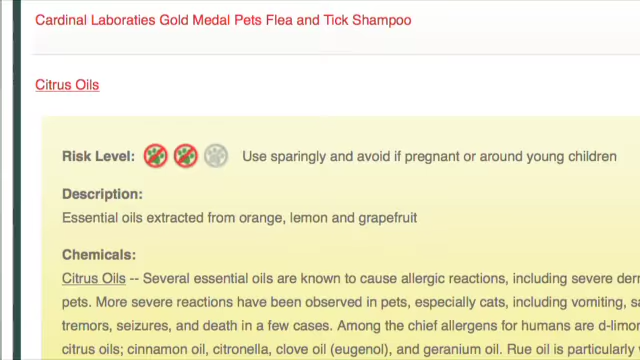 Cardinal Laboraties Gold Medal Pets Flea and Tick Shampoo
Citrus Oils
Risk Level: Use sparingly and avoid if pregnant or around young children
Description:
Essential oils extracted from orange, lemon and grapefruit
Chemicals:
Citrus Oils -- Several essential oils are known to cause allergic reactions, including severe
pets. More severe reactions have been observed in pets, especially cats, including vomiting,
tremors, seizures, and death in a few cases. Among the chief allergens for humans are
citrus oils; cinnamon oil, citronella, clove oil (eugenol), and geranium oil. Rue oil is particularly